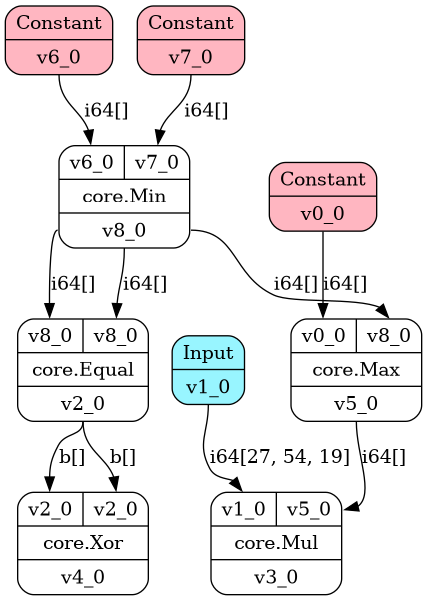 Constant
v6_0
Constant
v7_0
i64[]
i64[]
v6_0 v7_0
core.Min
v8_0
Constant
v0_0
i64[]
i64[]
i64[]
i64[]
v8_0 v8_0
core.Equal
v2_0
Input
v1_0
v0_0 v8_0
core.Max
v5_0
b[]
b[]
i64[27, 54, 19]
i64[]
v2_0 v2_0
core.Xor
v4_0
v1_0 v5_0
core.Mul
v3_0